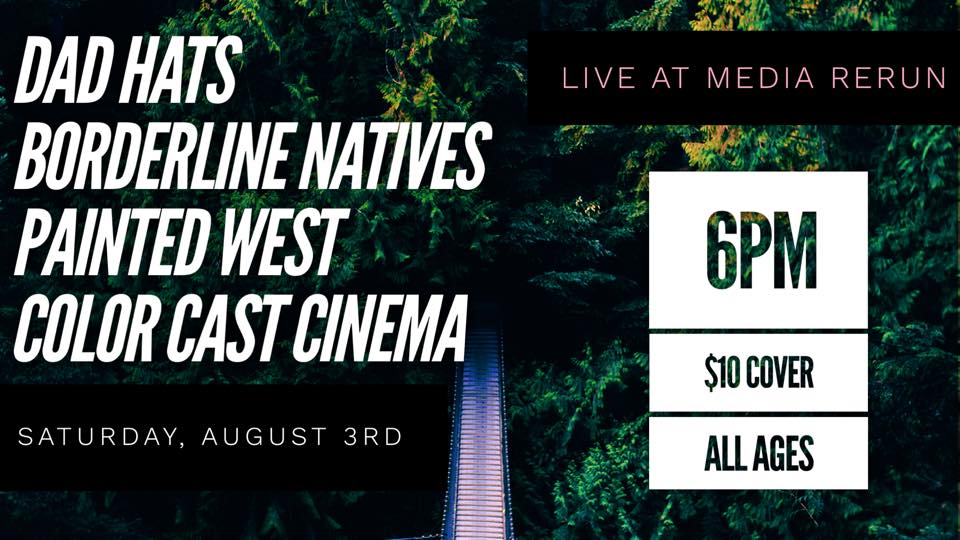 DAD HATS
BORDERLINE NATIVES
PAINTED WEST
COLOR CAST CINEMA
SATURDAY, AUGUST 3RD
LIVE AT MEDIA RERUN
6PM
$10 COVER
ALL AGES